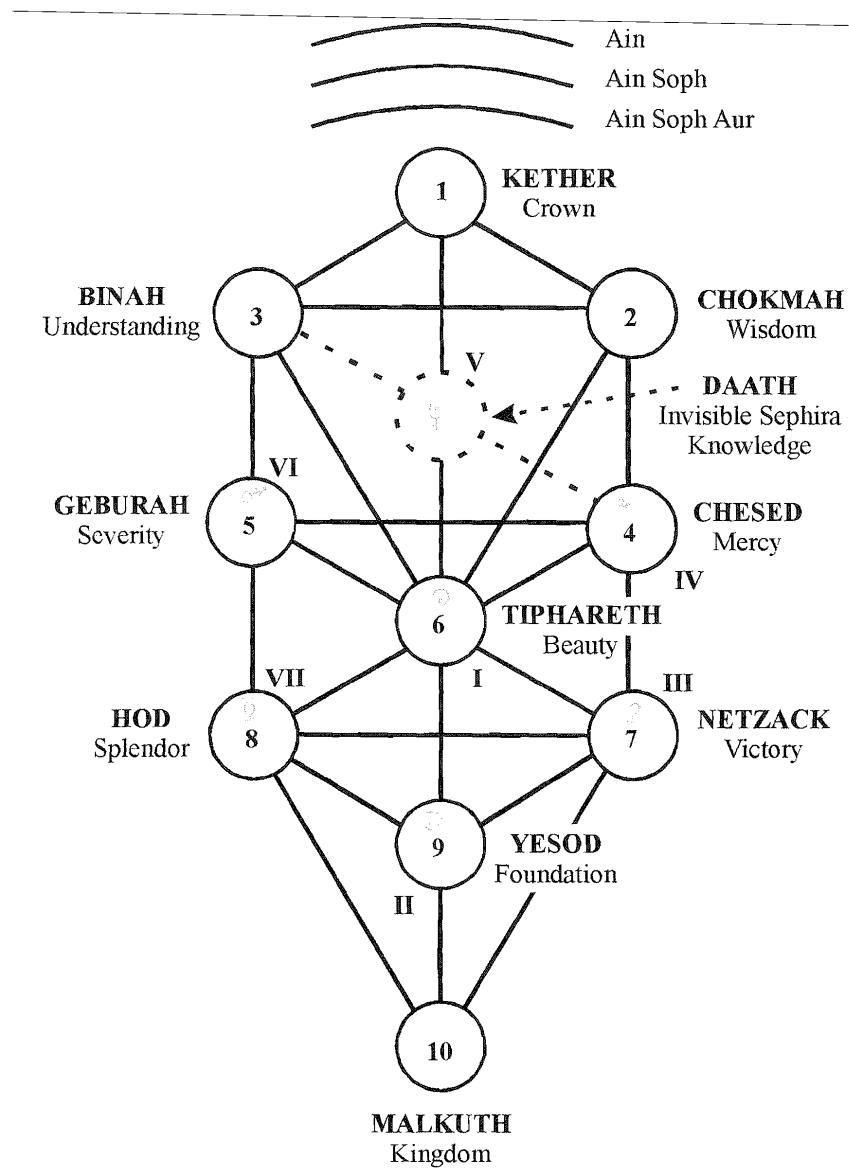 Ain
Ain Soph
Ain Soph Aur
1
KETHER
Crown
BINAH
Understanding
3
2
CHOKMAH
Wisdom
V
DAATH
Invisible Sephira
Knowledge
VI
GEBURAH
Severity
5
4
CHESED
Mercy
IV
6
TIPHARETH
Beauty
VII
I
III
HOD
Splendor
8
7
NETZACK
Victory
9
YESOD
Foundation
II
10
MALKUTH
Kingdom